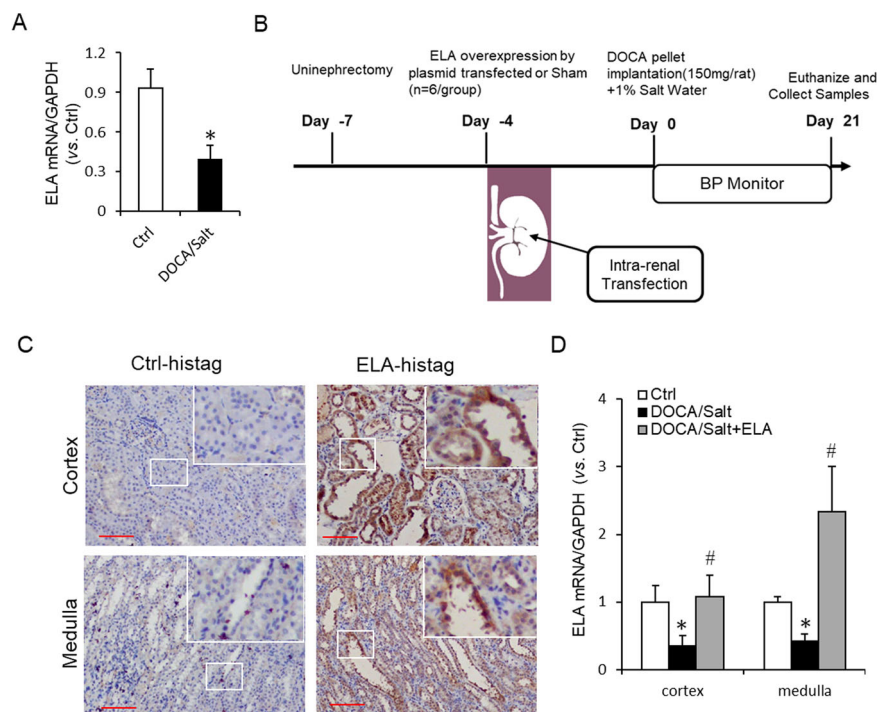 A
ELA mRNA/GAPDH
(vs. Ctrl)
1.2
0.9
0.6
0.3
0
*
Ctrl
DOCA/Salt
B
Uninephrectomy
ELA overexpression by
plasmid transfected or Sham
(n=6/group)
DOCA pellet
implantation(150mg/rat)
+1% Salt Water
Euthanize and
Collect Samples
Day -7
Day -4
Day 0
Day 21
BP Monitor
Intra-renal
Transfection
C
Ctrl-histag
ELA-histag
Cortex
Medulla
D
ELA mRNA/GAPDH (vs. Ctrl)
Ctrl
DOCA/Salt
DOCA/Salt+ELA
4
3
2
1
0
*
#
*
#
cortex
medulla